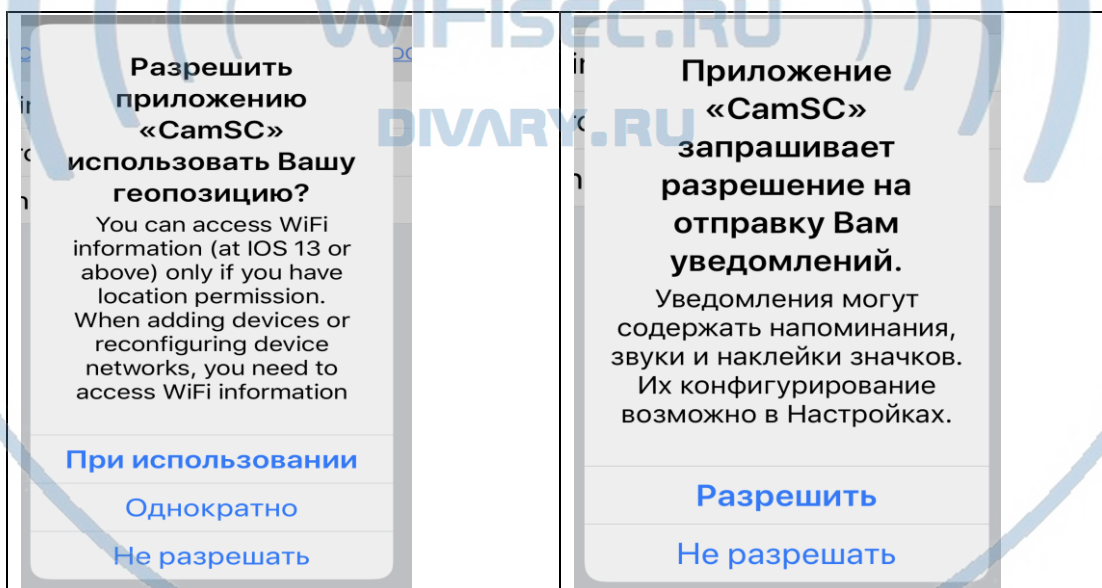 WIFISEC.RU
DIVARY.RU
Разрешить
приложению
«CamSC»
использовать Вашу
геопозицию?
You can access WiFi
information (at IOS 13 or
above) only if you have
location permission.
When adding devices or
reconfiguring device
networks, you need to
access WiFi information
При использовании
Однократно
Не разрешать
Приложение
«CamSC»
запрашивает
разрешение на
отправку Вам
уведомлений.
Уведомления могут
содержать напоминания,
звуки и наклейки значков.
Их конфигурирование
возможно в Настройках.
Разрешить
Не разрешать